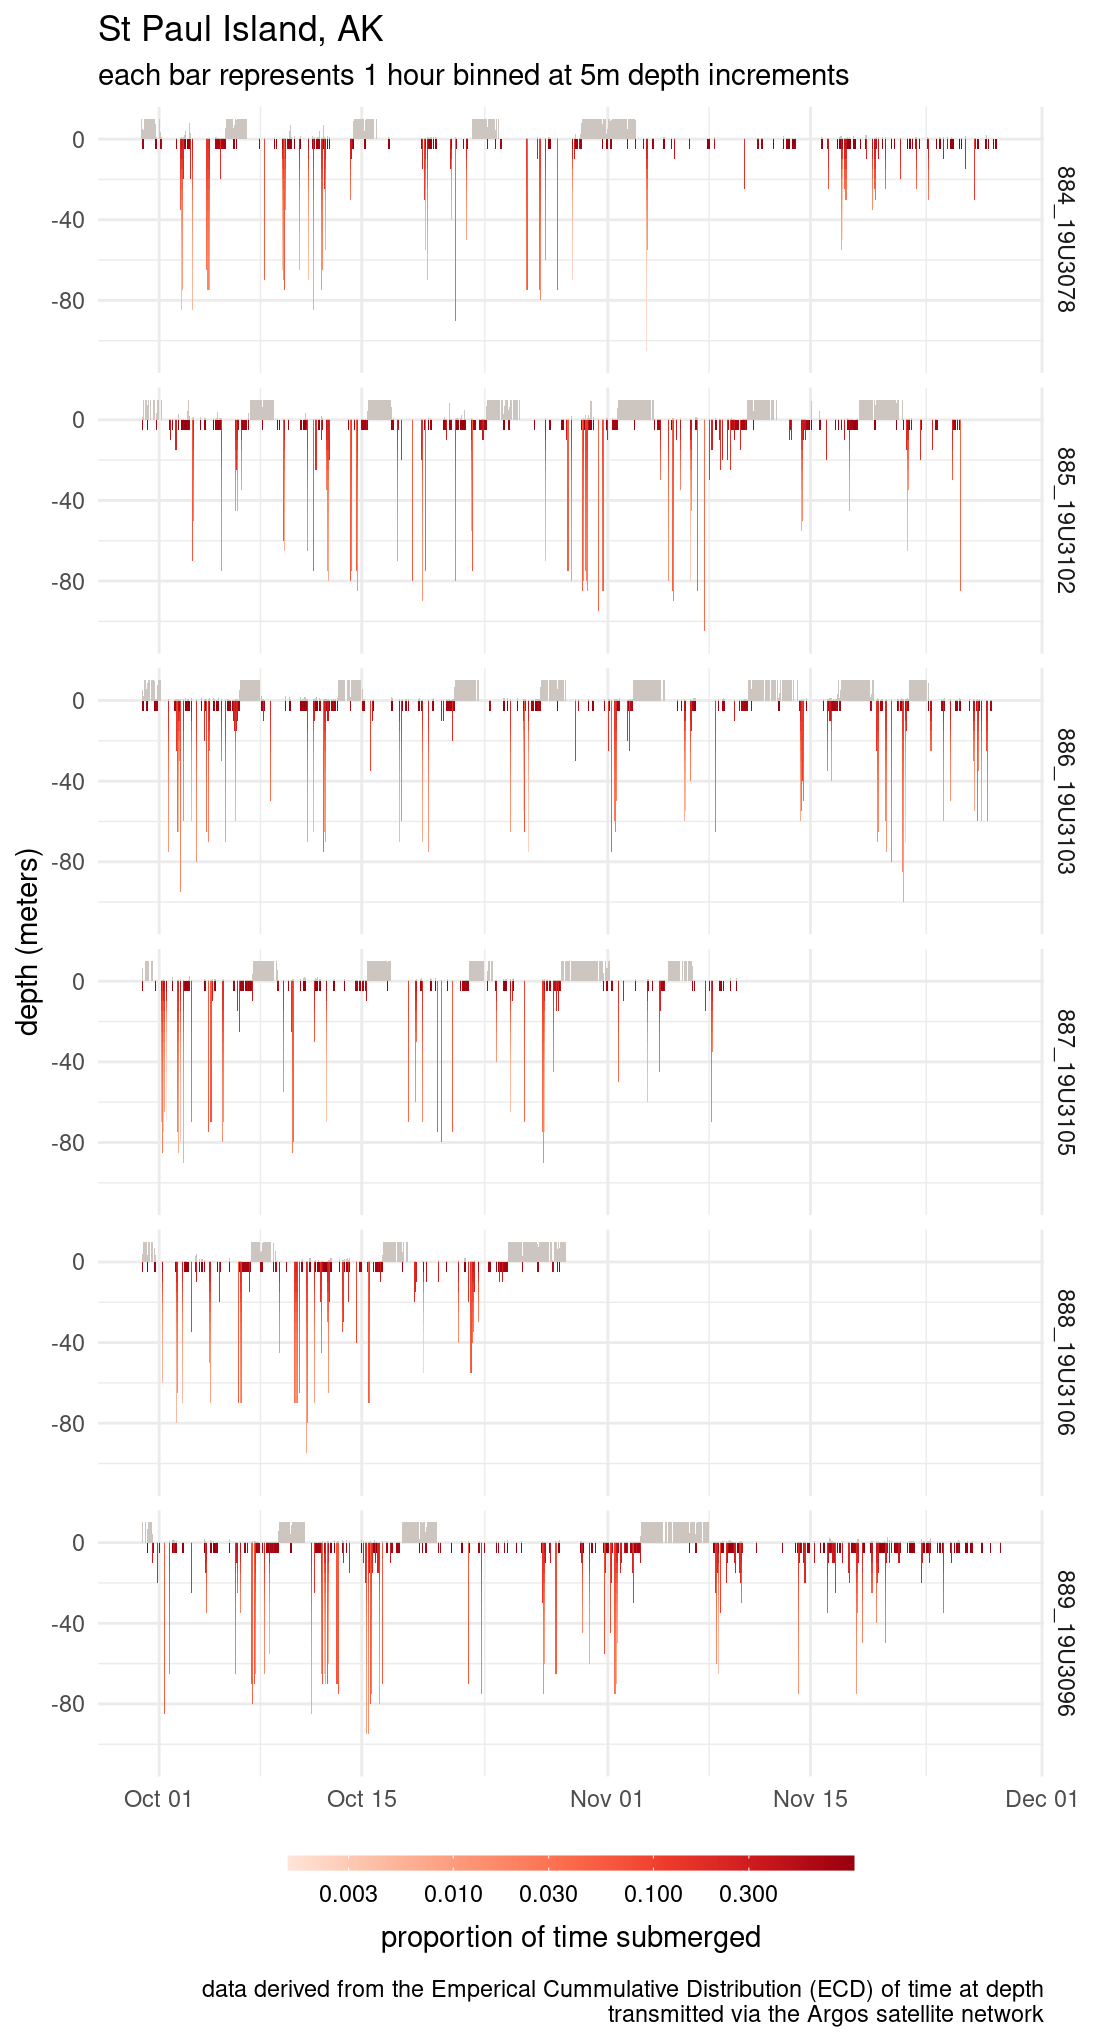 St Paul Island, AK
each bar represents 1 hour binned at 5m depth increments
depth (meters)
0
-40
-80
884_19U3078
0
-40
-80
885_19U3102
0
-40
-80
886_19U3103
0
-40
-80
887_19U3105
0
-40
-80
888_19U3106
0
-40
-80
889_19U3096
Oct 01 Oct 15 Nov 01 Nov 15 Dec 01
0.003 0.010 0.030 0.100 0.300
proportion of time submerged
data derived from the Emperical Cummulative Distribution (ECD) of time at depth
transmitted via the Argos satellite network